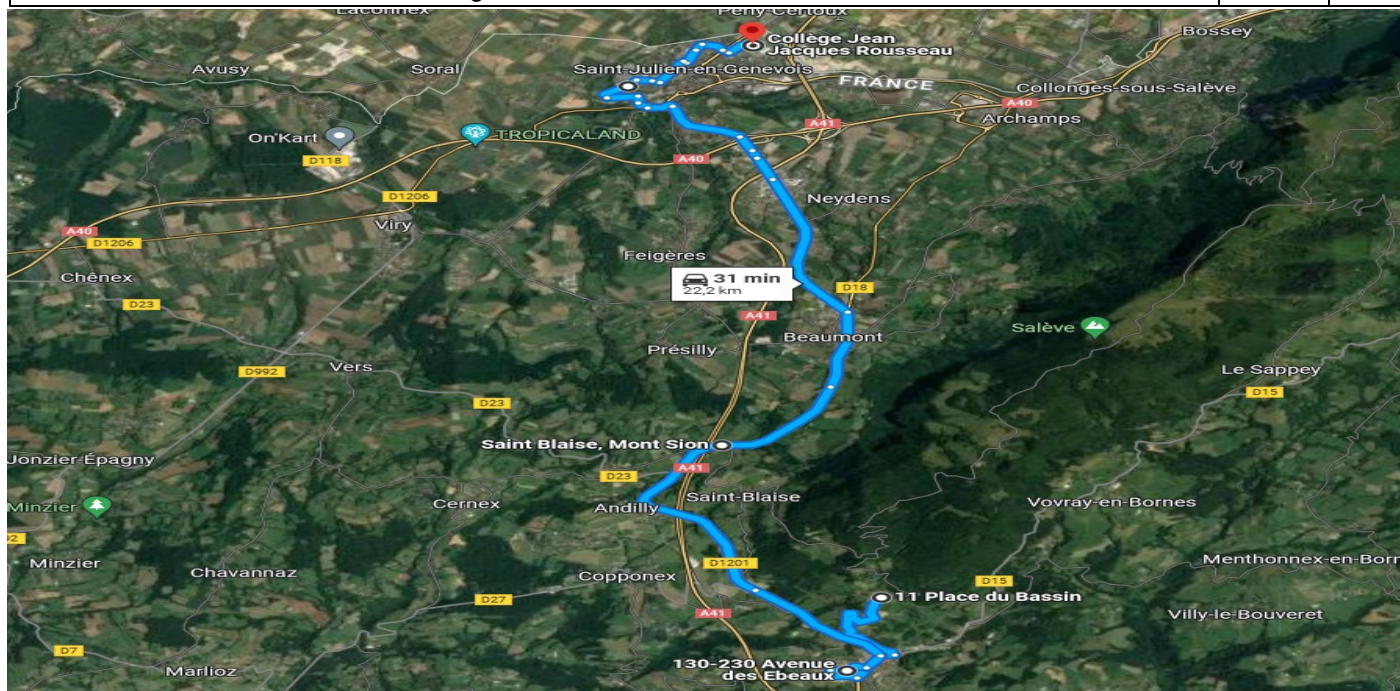 Laconnex
Perly-Certoux
Bossey
Collège Jean
Jacques Rousseau
Avusy
Soral
Saint-Julien-en-Genevois
FRANCE
Collonges-sous-Salève
A40
Archamps
A41
On'Kart
TROPICALAND
D118
A40
D1206
Neydens
Viry
A40
D1206
Feigères
Chênex
31 min
22,2 km
D18
D23
A41
Salève
Beaumont
Présilly
Vers
D992
Le Sappey
D15
D23
Saint Blaise, Mont Sion
Jonzier-Épagny
A41
D23
Saint-Blaise
Minzier
Cernex
Andilly
Vovray-en-Bornes
Minzier
D1201
Menthonnex-en-Born
Chavannaz
Copponex
D15
D27
11 Place du Bassin
A41
Villy-le-Bouveret
D7
Marlioz
130-230 Avenue
des Ebeaux